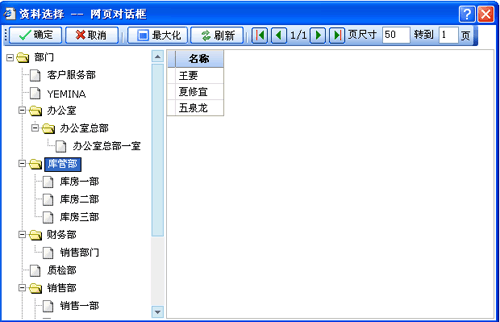 资料选择 -- 网页对话框
确定 取消 最大化 刷新 1/1 页尺寸 50 转到 1 页
部门
客户服务部
YEMINA
办公室
办公室总部
办公室总部一室
库管部
库房一部
库房二部
库房三部
财务部
销售部门
质检部
销售部
销售一部
名称
王要
夏修宜
五泉龙